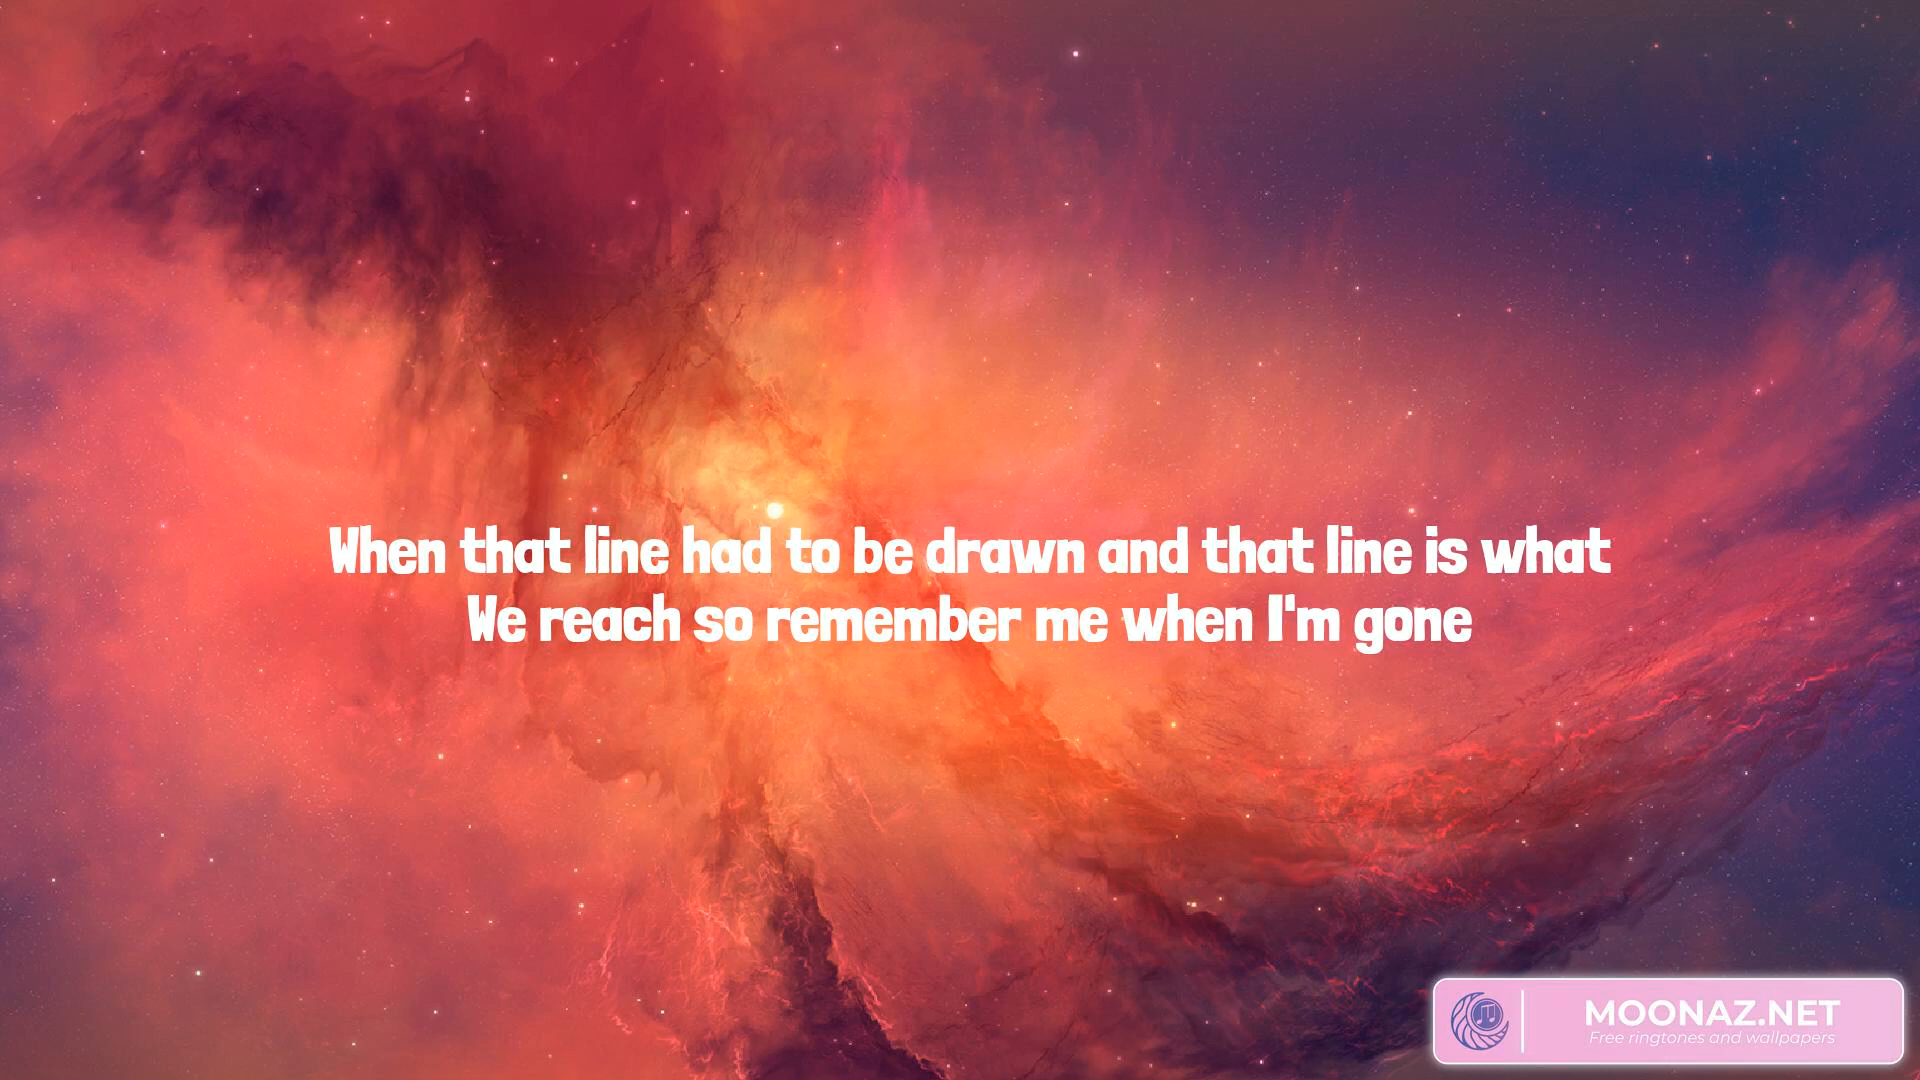 When that line had to be drawn and that line is what
We reach so remember me when I'm gone
MOONAZ.NET
Free ringtones and wallpapers